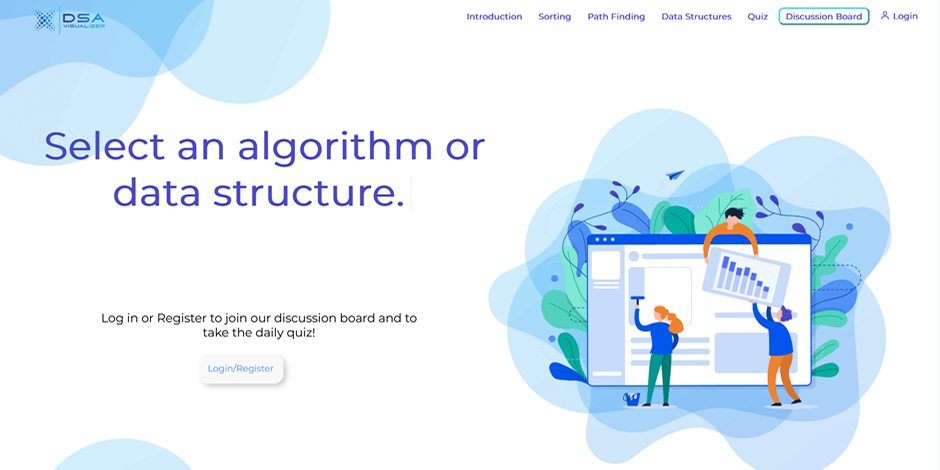 DSA
VISUALIZER
Introduction
Sorting
Path Finding
Data Structures
Quiz
Discussion Board
Login
Select an algorithm or
data structure.
Log in or Register to join our discussion board and to
take the daily quiz!
Login/Register